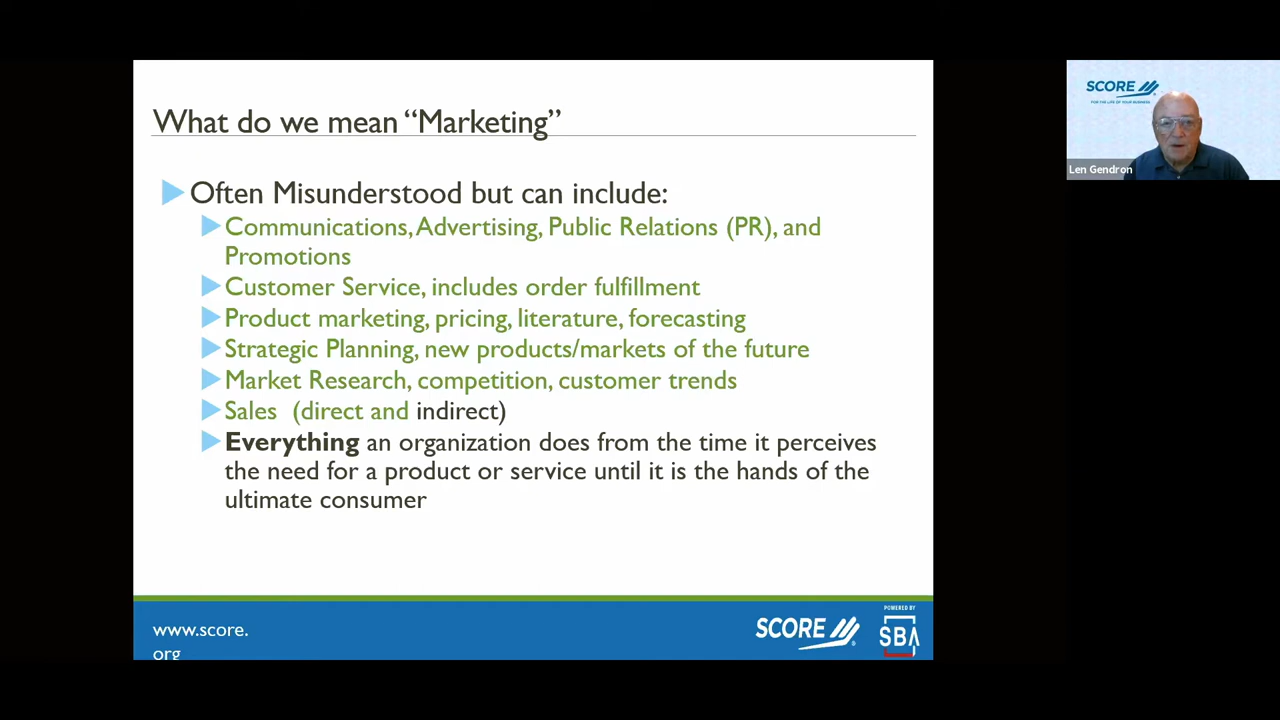 What do we mean “Marketing”
Often Misunderstood but can include:
Communications, Advertising, Public Relations (PR), and
Promotions
Customer Service, includes order fulfillment
Product marketing, pricing, literature, forecasting
Strategic Planning, new products/markets of the future
Market Research, competition, customer trends
Sales (direct and indirect)
Everything an organization does from the time it perceives
the need for a product or service until it is the hands of the
ultimate consumer
www.score.
org
SCORE
POWERED BY
SBA
SCORE
FOR THE LIFE OF YOUR BUSINESS
Len Gendron